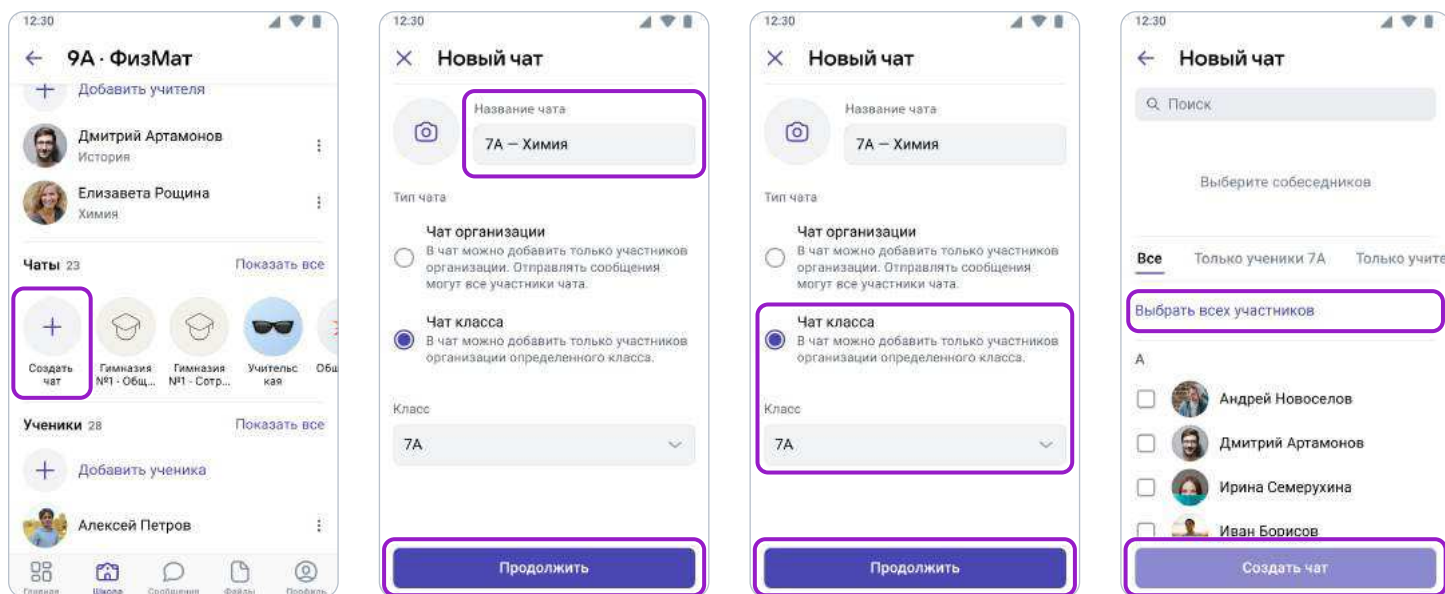 12:30
9А · ФизМат
Добавить учителя
Дмитрий Артамонов
История
Елизавета Рощина
Химия
Чаты 23
Показать все
Создать чат
Гимназия №1 - Общ...
Гимназия №1 - Сотр...
Учительс кая
Общ
Ученики 28
Показать все
Добавить ученика
Алексей Петров
Главная
Школа
Сообщения
Файлы
Профиль
12:30
Новый чат
Название чата
7А — Химия
Тип чата
Чат организации
В чат можно добавить только участников
организации. Отправлять сообщения
могут все участники чата.
Чат класса
В чат можно добавить только участников
организации определенного класса.
Класс
7А
Продолжить
12:30
Новый чат
Название чата
7А — Химия
Тип чата
Чат организации
В чат можно добавить только участников
организации. Отправлять сообщения
могут все участники чата.
Чат класса
В чат можно добавить только участников
организации определенного класса.
Класс
7А
Продолжить
12:30
Новый чат
Поиск
Выберите собеседников
Все
Только ученики 7А
Только учите
Выбрать всех участников
А
Андрей Новоселов
Дмитрий Артамонов
Ирина Семерухина
Иван Борисов
Создать чат